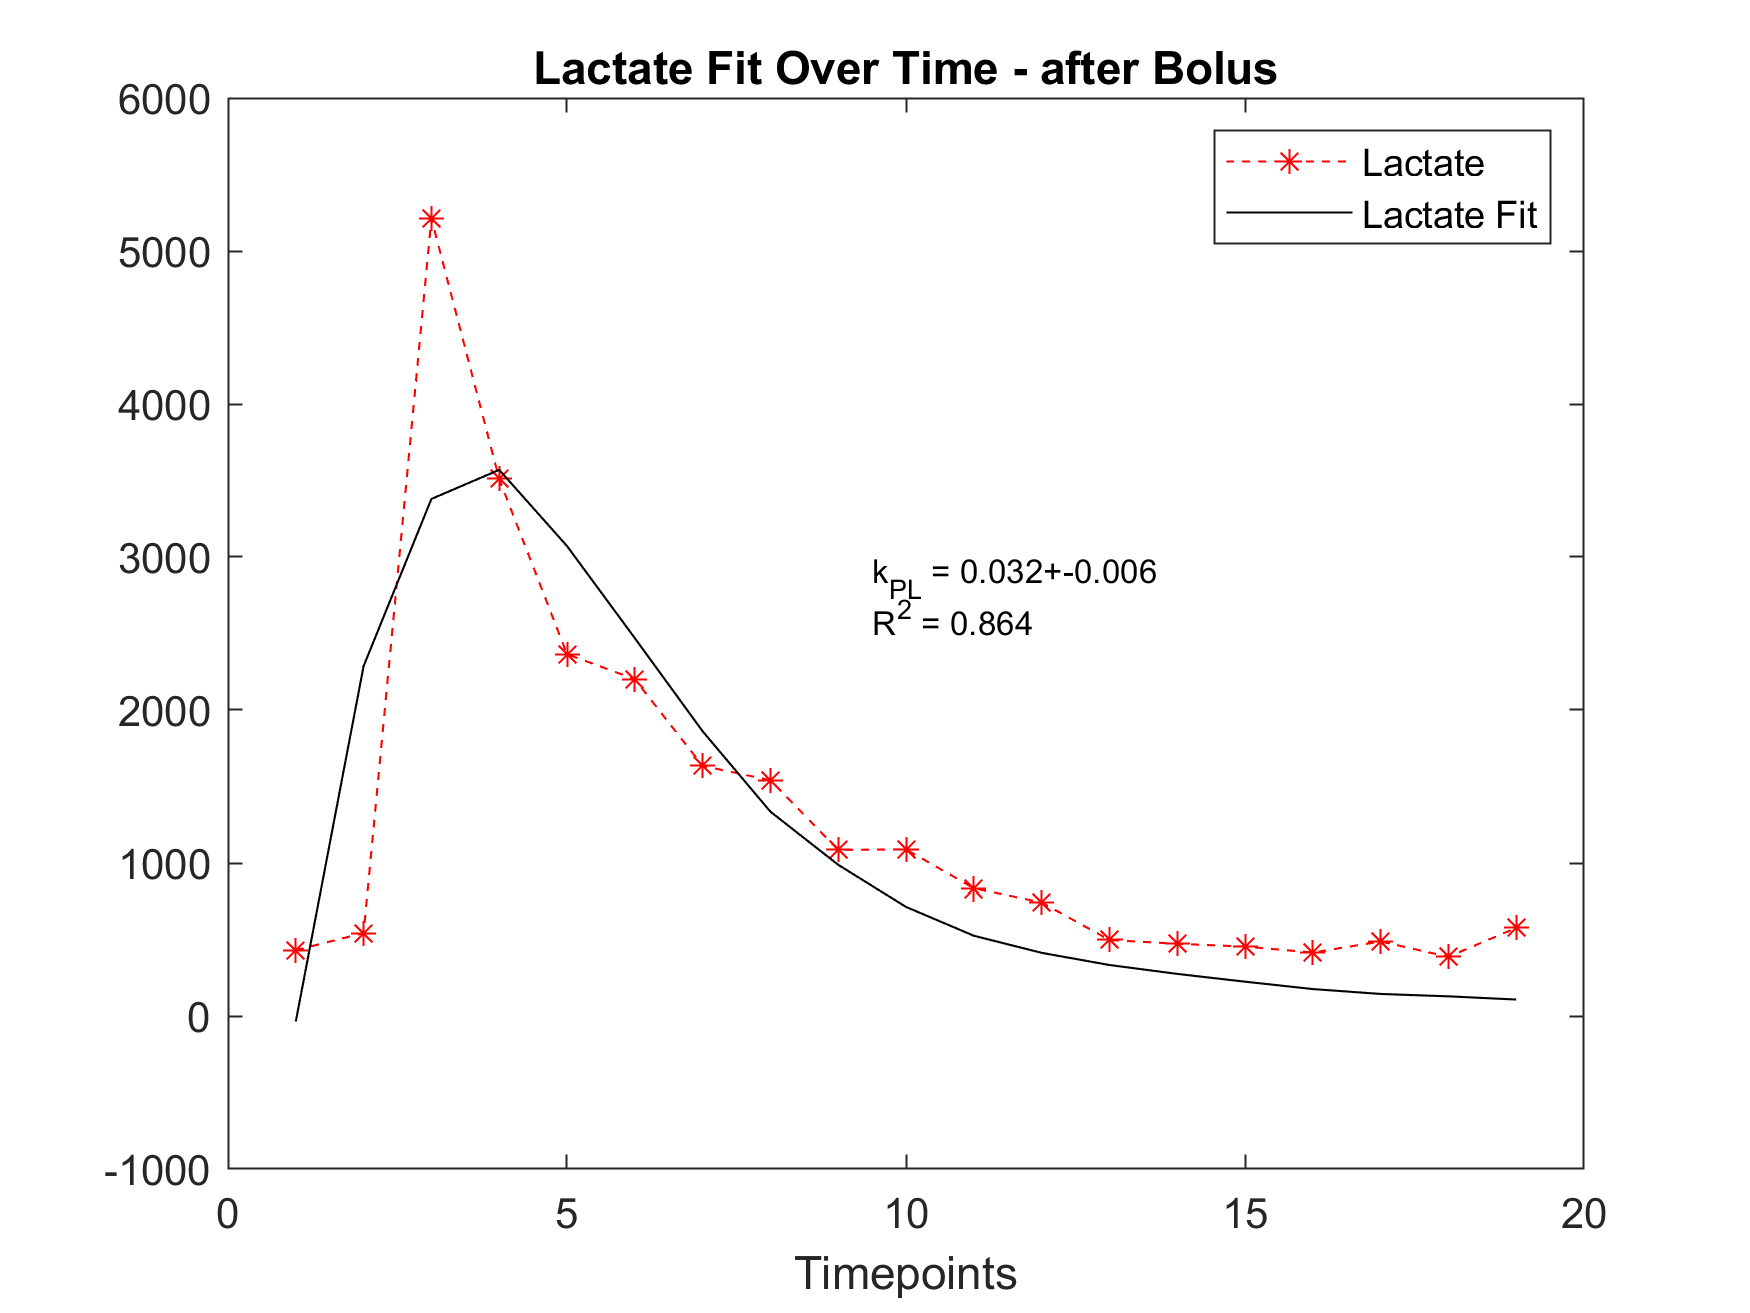 Lactate Fit Over Time - after Bolus
6000
5000
4000
3000
2000
1000
0
-1000
Lactate
Lactate Fit
kPL = 0.032+-0.006
R2 = 0.864
0 5 10 15 20
Timepoints